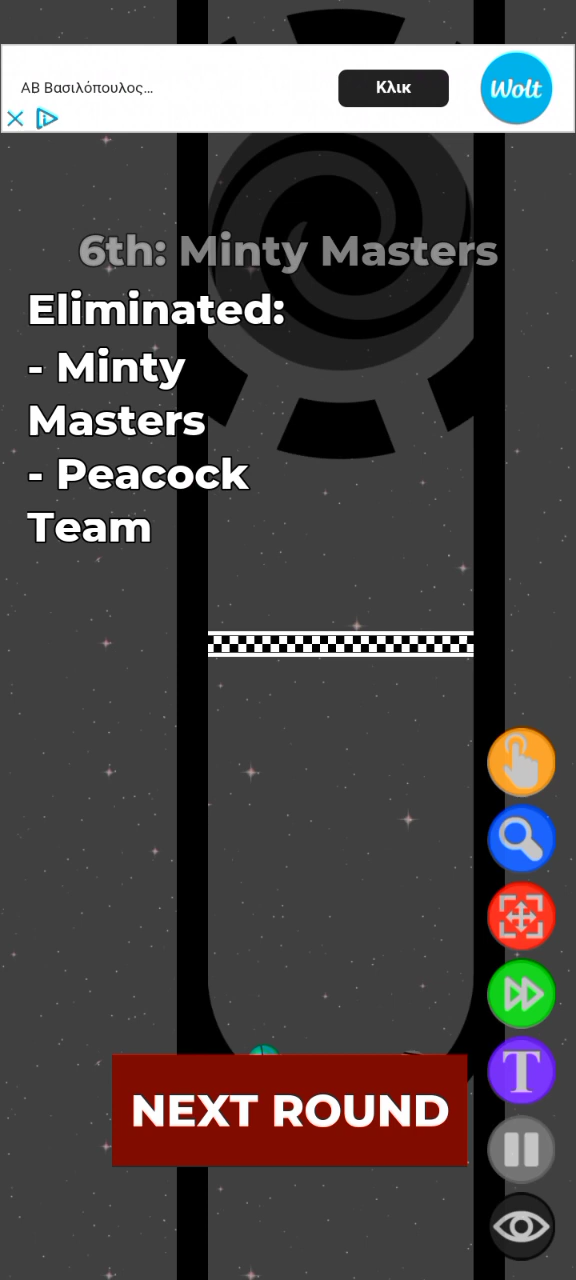 ΑΒ Βασιλόπουλος...
Κλικ
Wolt
6th: Minty Masters
Eliminated:
- Minty
Masters
- Peacock
Team
T
NEXT ROUND